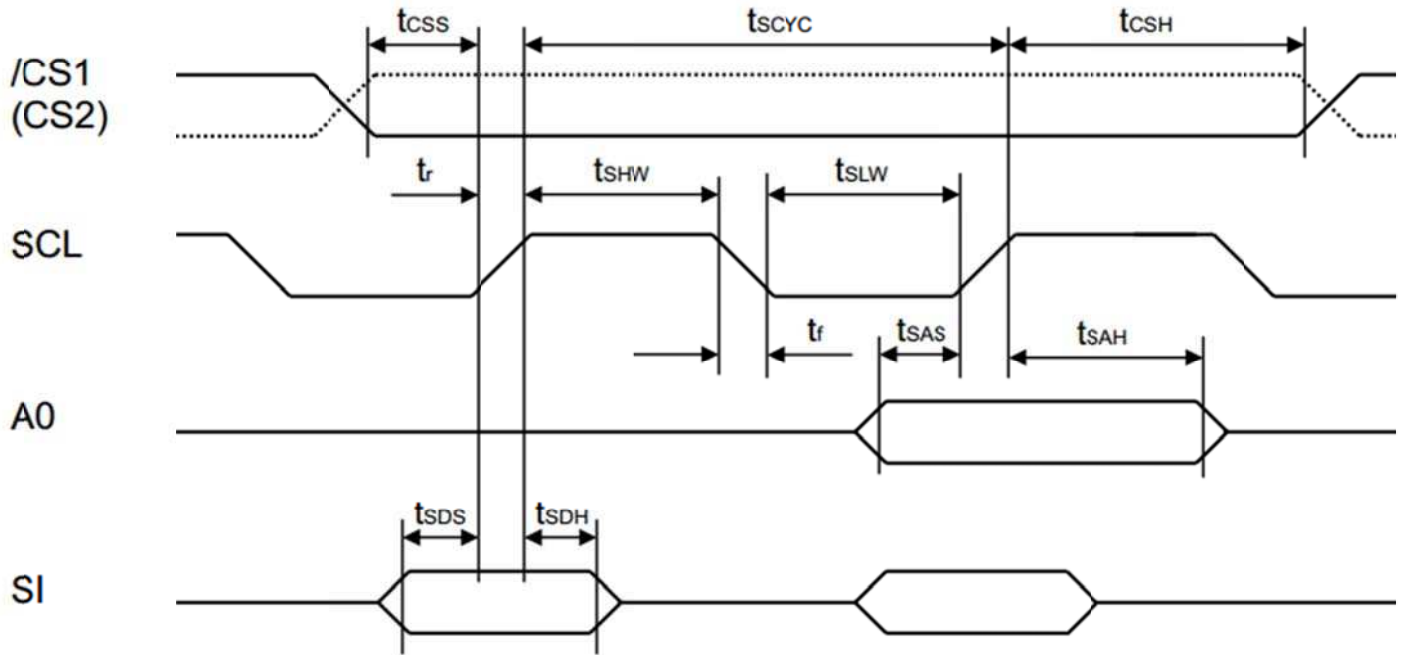 tCSS tSCYC tCSH
/CS1
(CS2)
tr tSHW tSLW
SCL
tf tSAS tSAH
A0
tSDS tSDH
SI